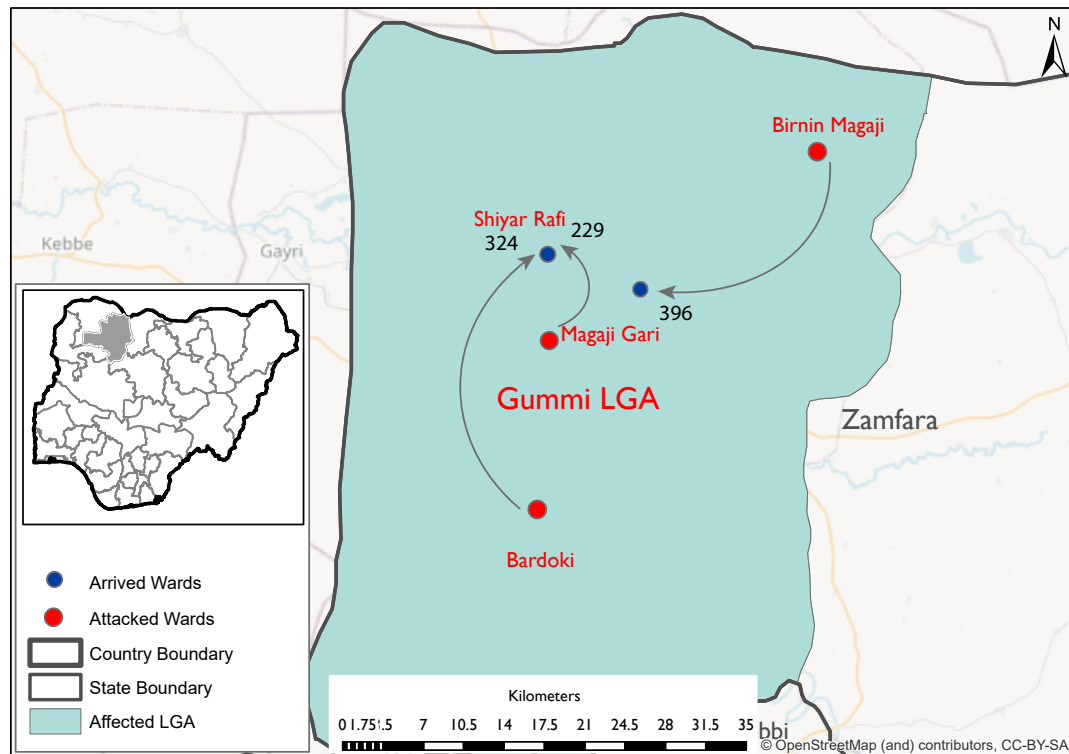 N
Birnin Magaji
Shiyar Rafi
324
229
Kebbe
Gayri
396
Magaji Gari
Gummi LGA
Zamfara
Bardoki
Arrived Wards
Attacked Wards
Country Boundary
State Boundary
Affected LGA
Kilometers
7 10.5 14 17.5 21 24.5 28 31.5 35
bbi
© OpenStreetMap (and) contributors, CC-BY-SA